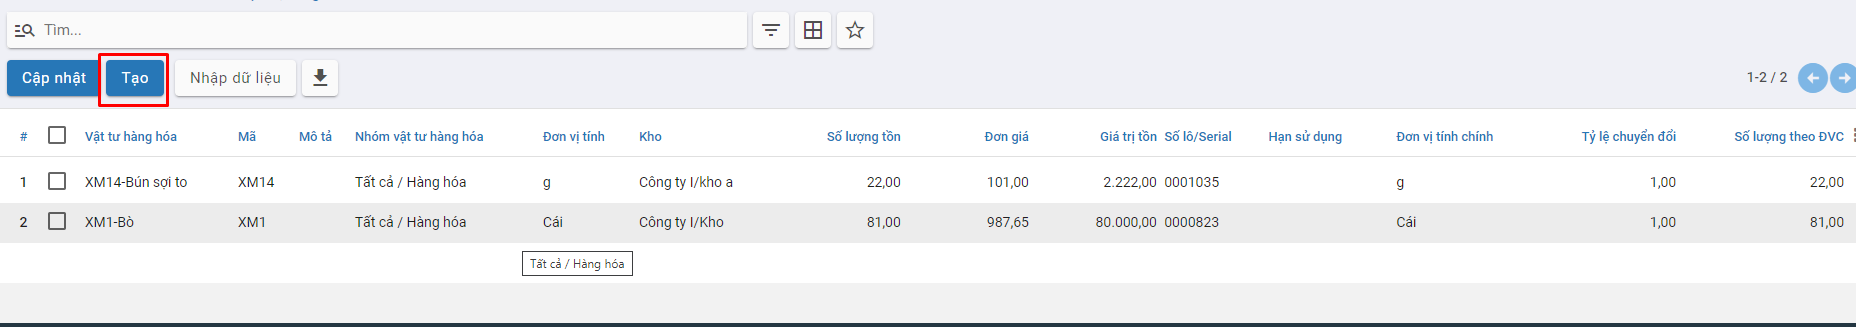 Tìm...
Cập nhật Tạo Nhập dữ liệu 1-2 / 2
# Vật tư hàng hóa Mã Mô tả Nhóm vật tư hàng hóa Đơn vị tính Kho Số lượng tồn Đơn giá Giá trị tồn Số lô/Serial Hạn sử dụng Đơn vị tính chính Tỷ lệ chuyển đổi Số lượng theo ĐVC
1 XM14-Bún sợi to XM14 Tất cả / Hàng hóa g Công ty I/kho a 22,00 101,00 2.222,00 0001035 g 1,00 22,00
2 XM1-Bò XM1 Tất cả / Hàng hóa Cái Công ty I/Kho 81,00 987,65 80.000,00 0000823 Cái 1,00 81,00
Tất cả / Hàng hóa